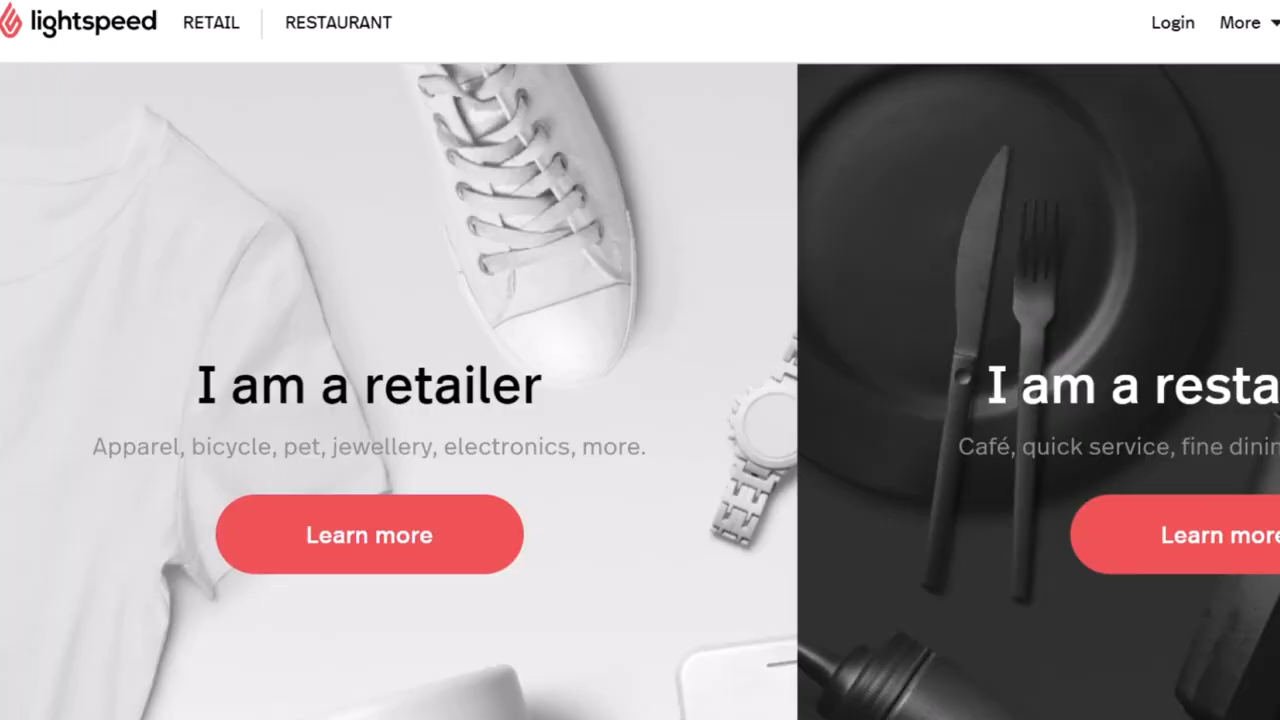 lightspeed RETAIL RESTAURANT Login More
I am a retailer
Apparel, bicycle, pet, jewellery, electronics, more.
Learn more
I am a resta
Café, quick service, fine dinin
Learn more